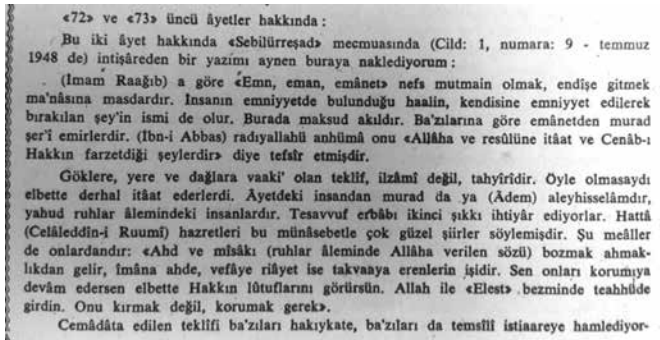 «72» ve «73» üncü âyetler hakkında :
Bu iki âyet hakkında «Sebilürreşad» mecmuasında (Cild: 1, numara: 9 - temmuz
1948 de) intişâreden bir yazımı aynen buraya naklediyorum :
(İmam Raağıb) a göre «Emn, eman, emânet» nefs mutmain olmak, endişe gitmek
ma'nâsına masdardır. İnsanın emniyyetde bulunduğu haalin, kendisine emniyyet edilerek
bırakılan şey'in ismi de olur. Burada maksud akıldır. Ba'zılarına göre emânetden murad
şer'î emirlerdir. (Ibn-i Abbas) radıyallahü anhümâ onu «Allâha ve resûlüne itâat ve Cenâb-ı
Hakkın farzetdiği şeylerdir» diye tefsîr etmişdir.
Göklere, yere ve dağlara vaaki' olan teklîf, ilzâmî değil, tahyîrîdir. Öyle olmasaydı
elbette derhal itâat ederlerdi. Âyetdeki insandan murad da ya (Âdem) aleyhisselâmdır,
yahud ruhlar âlemindeki insanlardır. Tesavvuf erbâbı ikinci şıkkı ihtiyâr ediyorlar. Hattâ
(Celâleddîn-i Ruumî) hazretleri bu münâsebetle çok güzel şiirler söylemişdir. Şu meâller
de onlardandır: «Ahd ve mîsâkı (ruhlar âleminde Allâha verilen sözü) bozmak ahmak-
lıkdan gelir, îmâna ahde, vefâye riâyet ise takvaaya erenlerin işidir. Sen onları korumıya
devâm edersen elbette Hakkın lûtuflarını görürsün. Allah ile «Elest» bezminde teahhüde
girdin. Onu kırmak değil, korumak gerek».
Cemâdâta edilen teklîfi ba'zıları hakıykate, ba'zıları da temsîlî istiaareye hamlediyor-